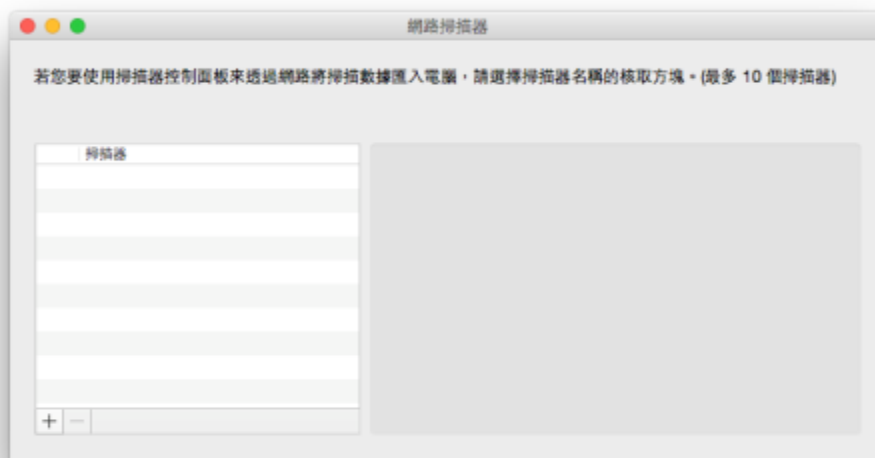 網路掃描器
若您要使用掃描器控制面板來透過網路將掃描數據匯入電腦，請選擇掃描器名稱的核取方塊。(最多 10 個掃描器)
掃描器